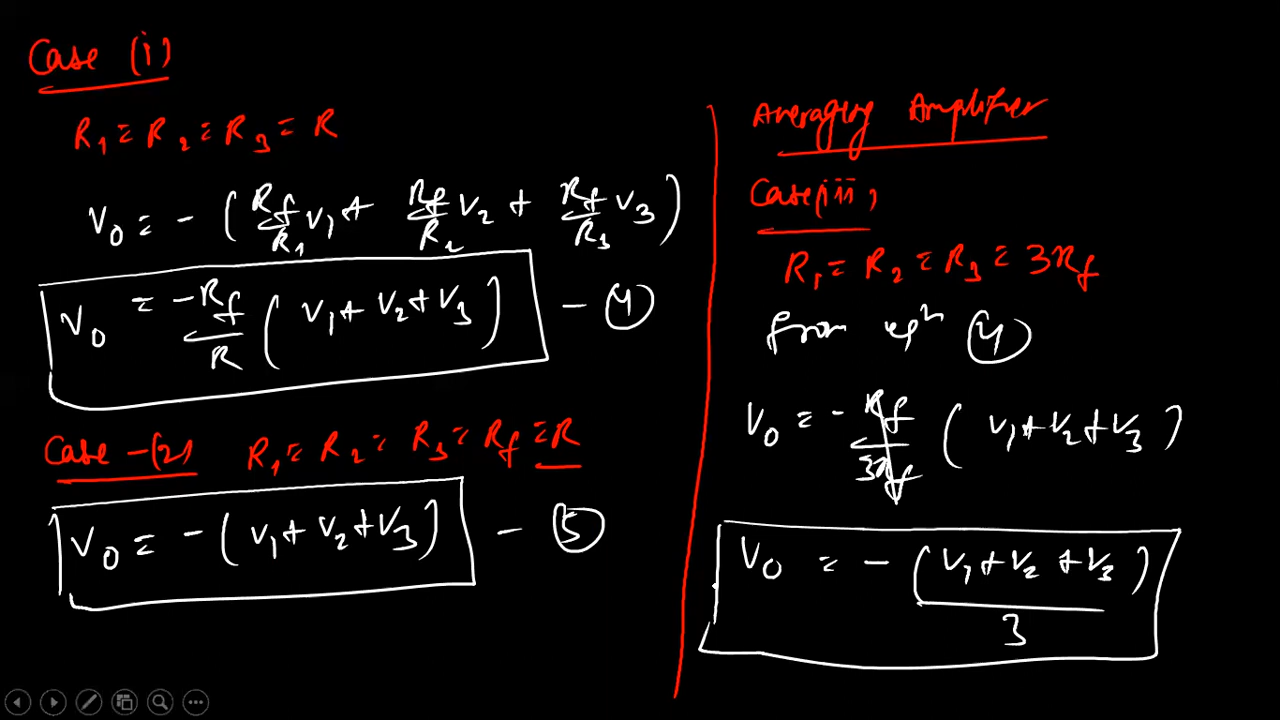 Case (i)
R₁ = R₂ = R₃ = R
V₀ = - ( Rf/R₁ V₁ + Rf/R₂ V₂ + Rf/R₃ V₃ )
V₀ = -Rf/R ( V₁ + V₂ + V₃ ) - (4)
Case -(2) R₁ = R₂ = R₃ = Rf = R
V₀ = - ( V₁ + V₂ + V₃ ) - (5)
Averaging Amplifier
Case(iii)
R₁ = R₂ = R₃ = 3Rf
from eqⁿ (4)
V₀ = - Rf/3Rf ( V₁ + V₂ + V₃ )
V₀ = - ( V₁ + V₂ + V₃ )/3